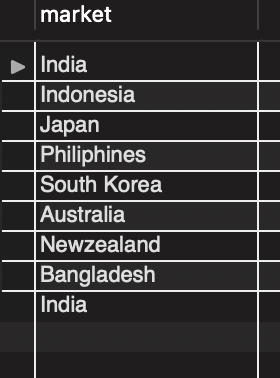 market
India
Indonesia
Japan
Philiphines
South Korea
Australia
Newzealand
Bangladesh
India